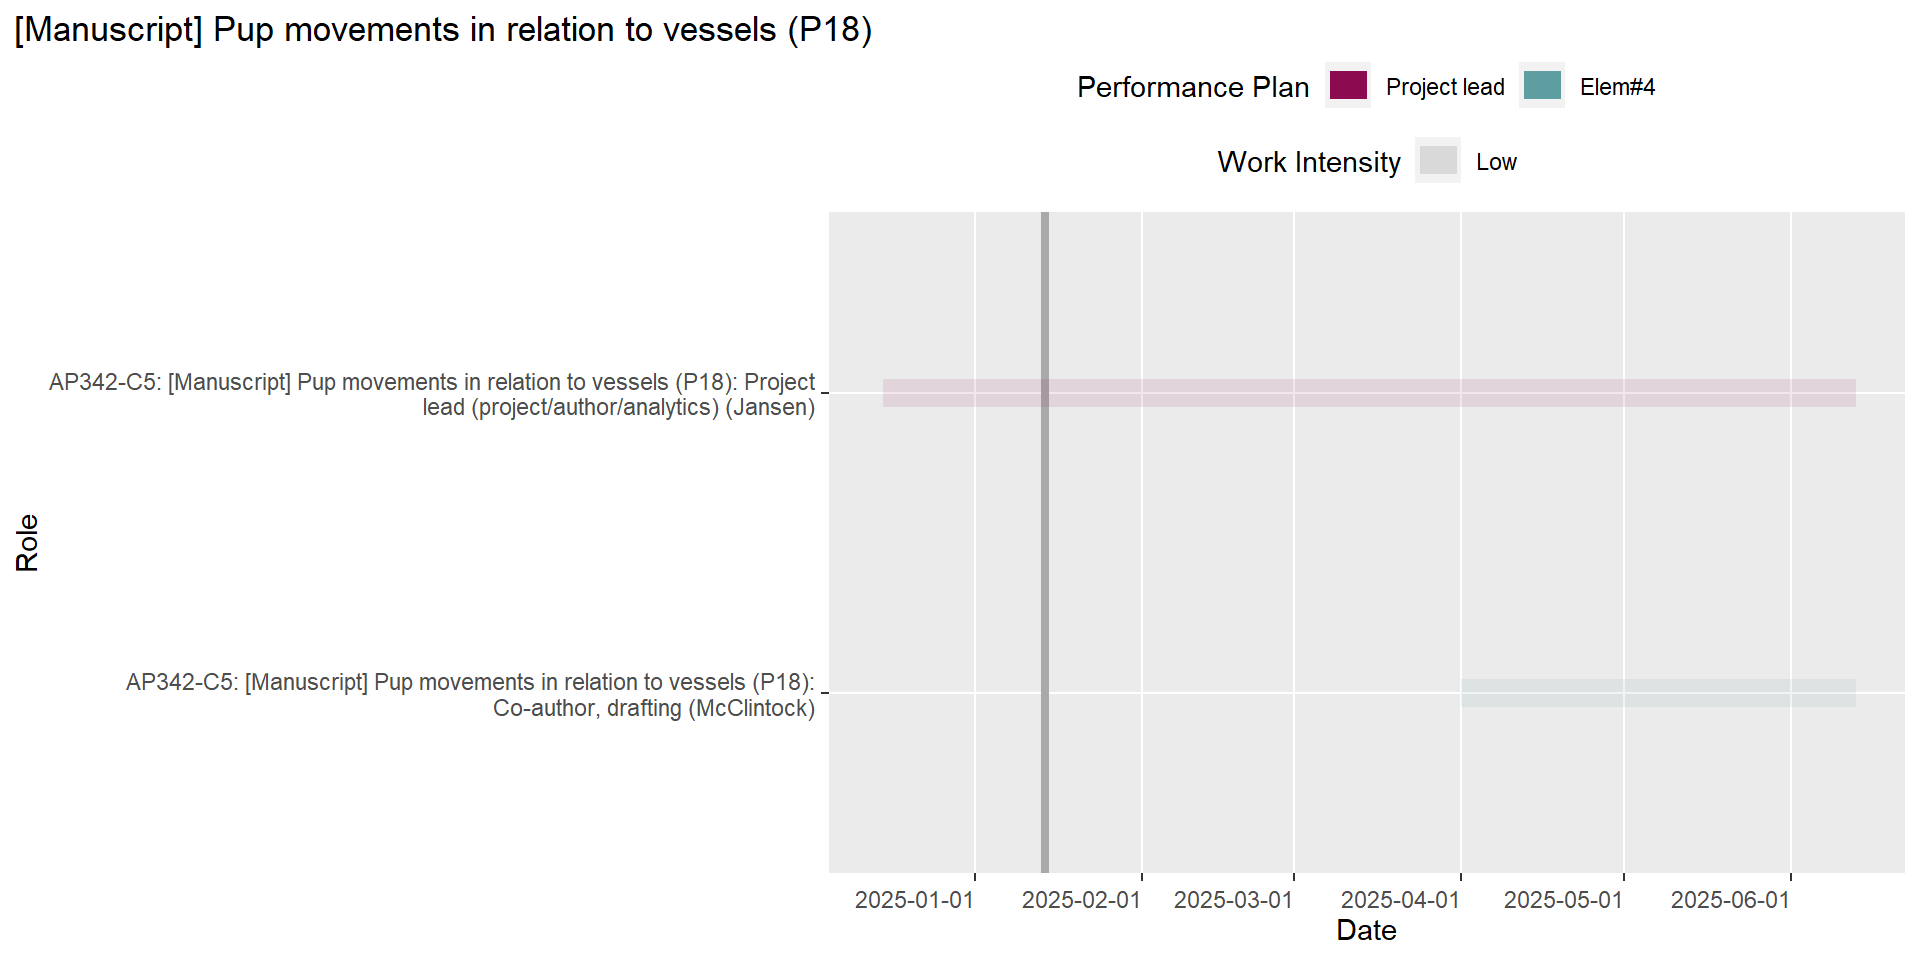 [Manuscript] Pup movements in relation to vessels (P18)
Performance Plan Project lead Elem#4
Work Intensity Low
Role
AP342-C5: [Manuscript] Pup movements in relation to vessels (P18): Project
lead (project/author/analytics) (Jansen)
AP342-C5: [Manuscript] Pup movements in relation to vessels (P18):
Co-author, drafting (McClintock)
2025-01-01 2025-02-01 2025-03-01 2025-04-01 2025-05-01 2025-06-01
Date